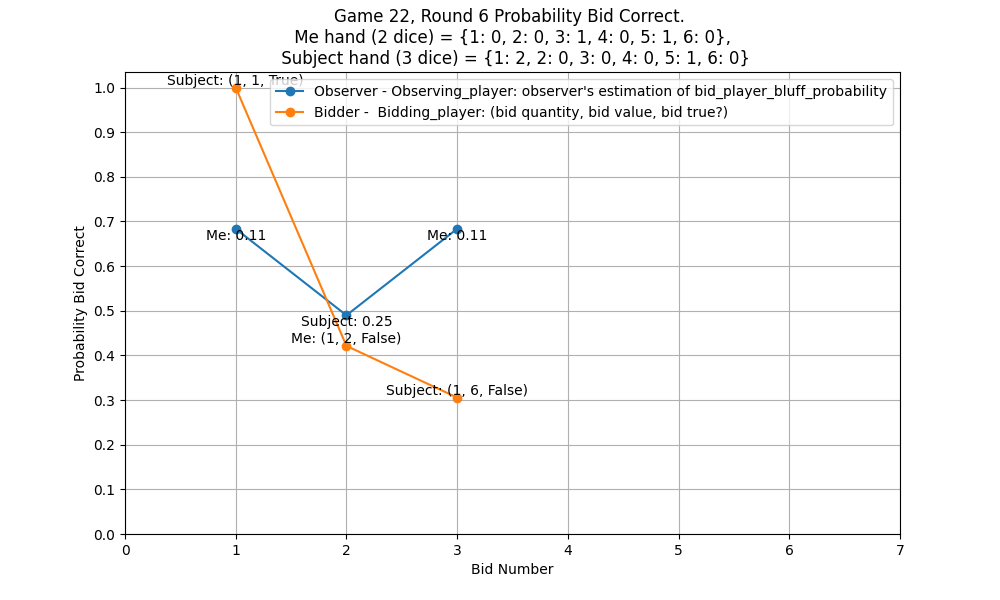 Game 22, Round 6 Probability Bid Correct.
Me hand (2 dice) = {1: 0, 2: 0, 3: 1, 4: 0, 5: 1, 6: 0},
Subject hand (3 dice) = {1: 2, 2: 0, 3: 0, 4: 0, 5: 1, 6: 0}
Subject: (1, 1, True)
Observer - Observing_player: observer's estimation of bid_player_bluff_probability
Bidder -  Bidding_player: (bid quantity, bid value, bid true?)
1.0
0.9
0.8
0.7
0.6
0.5
0.4
0.3
0.2
0.1
0.0
Probability Bid Correct
Me: 0.11
Me: 0.11
Subject: 0.25
Me: (1, 2, False)
Subject: (1, 6, False)
0 1 2 3 4 5 6 7
Bid Number